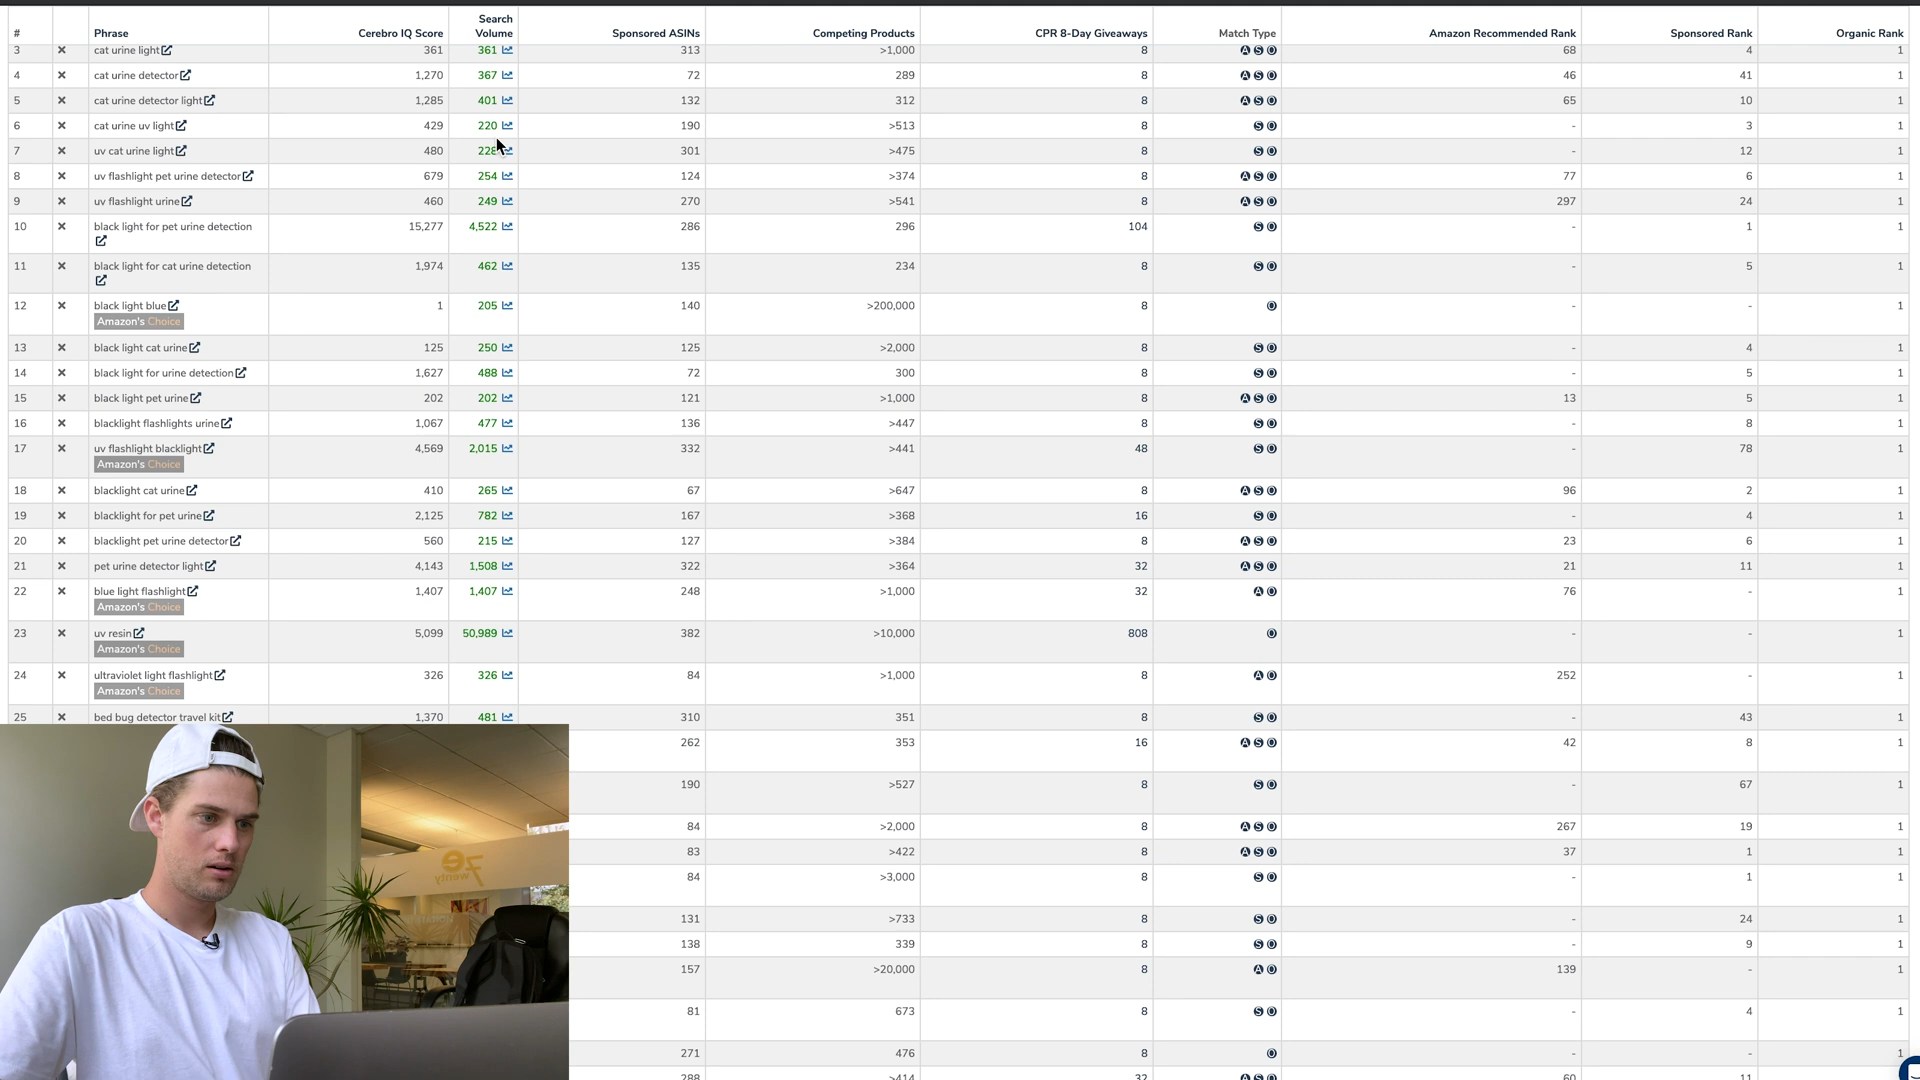 # Phrase Cerebro IQ Score Search Volume Sponsored ASINs Competing Products CPR 8-Day Giveaways Match Type Amazon Recommended Rank Sponsored Rank Organic Rank
3 cat urine light 361 361 313 >1,000 8 A S O 68 4 1
4 cat urine detector 1,270 367 72 289 8 A S O 46 41 1
5 cat urine detector light 1,285 401 132 312 8 A S O 65 10 1
6 cat urine uv light 429 220 190 >513 8 S O - 3 1
7 uv cat urine light 480 228 301 >475 8 S O - 12 1
8 uv flashlight pet urine detector 679 254 124 >374 8 A S O 77 6 1
9 uv flashlight urine 460 249 270 >541 8 A S O 297 24 1
10 black light for pet urine detection 15,277 4,522 286 296 104 S O - 1 1
11 black light for cat urine detection 1,974 462 135 234 8 S O - 5 1
12 black light blue 1 205 140 >200,000 8 O - - 1
Amazon's Choice
13 black light cat urine 125 250 125 >2,000 8 S O - 4 1
14 black light for urine detection 1,627 488 72 300 8 S O - 5 1
15 black light pet urine 202 202 121 >1,000 8 A S O 13 5 1
16 blacklight flashlights urine 1,067 477 136 >447 8 S O - 8 1
17 uv flashlight blacklight 4,569 2,015 332 >441 48 S O - 78 1
Amazon's Choice
18 blacklight cat urine 410 265 67 >647 8 A S O 96 2 1
19 blacklight for pet urine 2,125 782 167 >368 16 S O - 4 1
20 blacklight pet urine detector 560 215 127 >384 8 A S O 23 6 1
21 pet urine detector light 4,143 1,508 322 >364 32 A S O 21 11 1
22 blue light flashlight 1,407 1,407 248 >1,000 32 A O 76 - 1
Amazon's Choice
23 uv resin 5,099 50,989 382 >10,000 808 O - - 1
Amazon's Choice
24 ultraviolet light flashlight 326 326 84 >1,000 8 A O 252 - 1
Amazon's Choice
25 bed bug detector travel kit 1,370 481 310 351 8 S O - 43 1
262 353 16 A S O 42 8 1
190 >527 8 S O - 67 1
84 >2,000 8 A S O 267 19 1
83 >422 8 A S O 37 1 1
84 >3,000 8 S O - 1 1
131 >733 8 S O - 24 1
138 339 8 S O - 9 1
157 >20,000 8 A O 139 - 1
81 673 8 S O - 4 1
271 476 8 O - - 1
288 >414 32 A S O 60 11 1